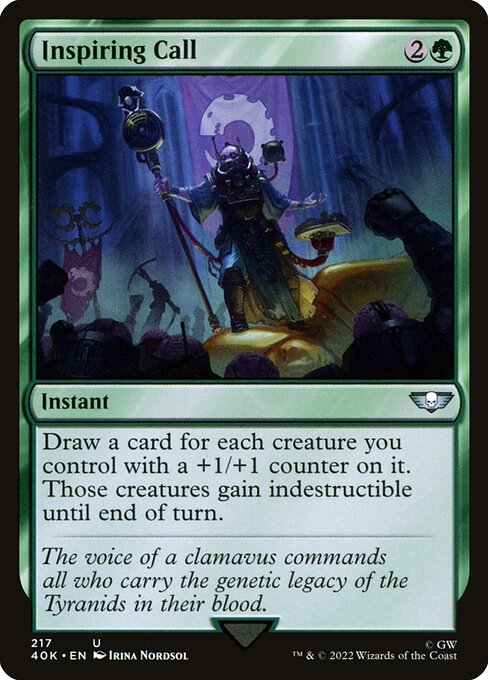 Inspiring Call 2
Instant
Draw a card for each creature you
control with a +1/+1 counter on it.
Those creatures gain indestructible
until end of turn.
The voice of a clamavus commands
all who carry the genetic legacy of the
Tyranids in their blood.
217 U © GW
40K • EN Irina Nordsol ™ & © 2022 Wizards of the Coast